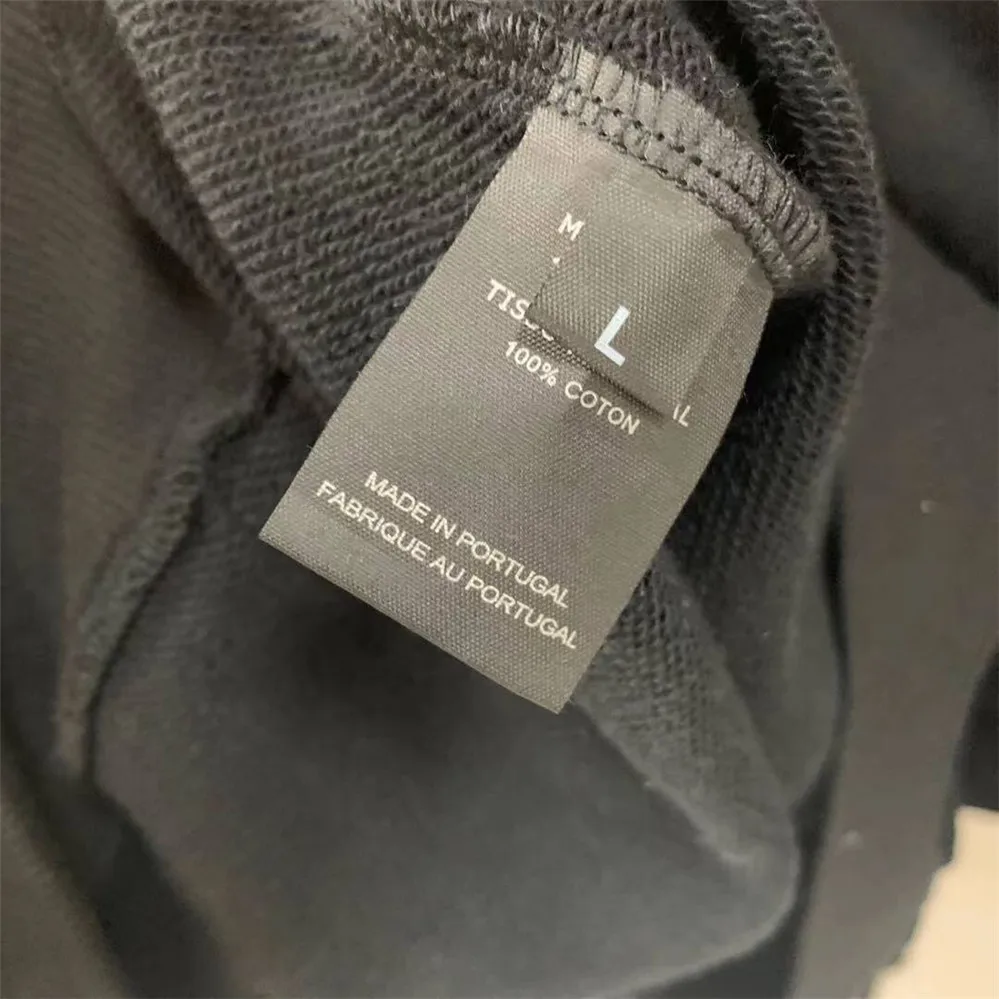 L
100% COTON
MADE IN PORTUGAL
FABRIQUE AU PORTUGAL